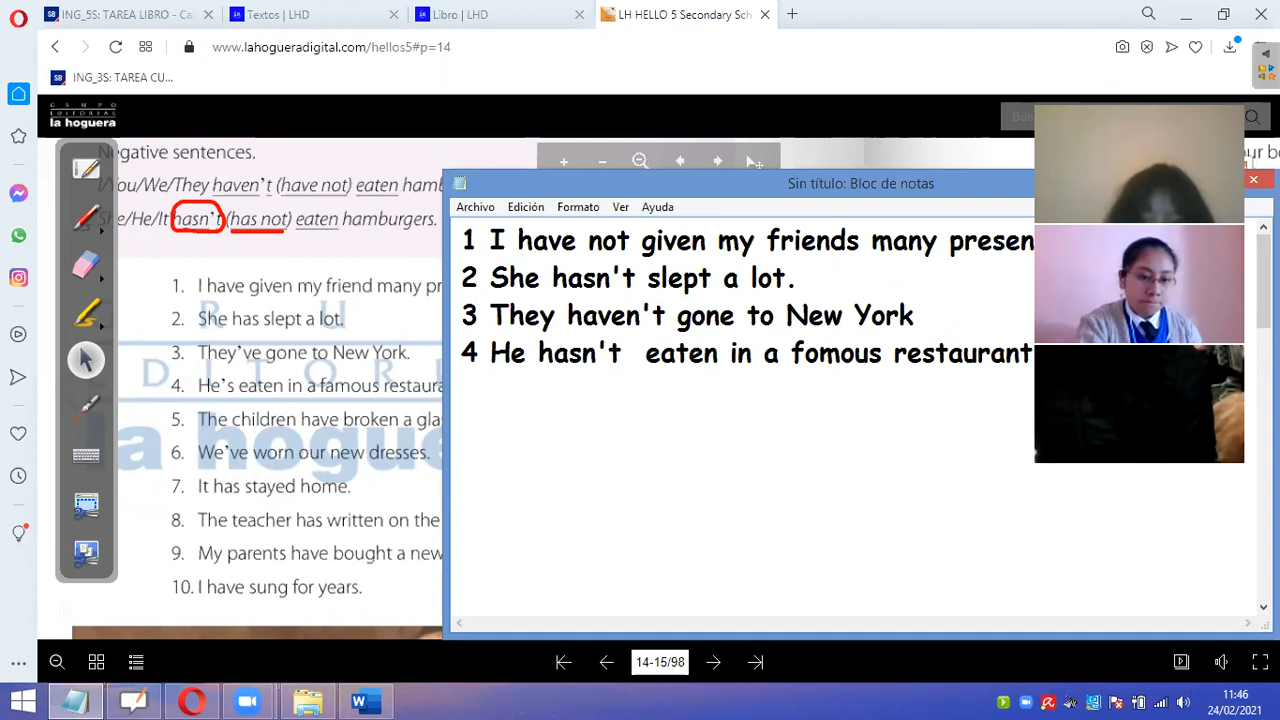 ING_5S: TAREA LIBRO - Ca
Textos | LHD
Libro | LHD
LH HELLO 5 Secondary Sch
www.lahogueradigital.com/hellos5#p=14
SB ING_3S: TAREA CU...
GRUPO
EDITORIAL
la hoguera
Negative sentences.
I/You/We/They haven't (have not) eaten hamb
She/He/It hasn't (has not) eaten hamburgers.
1. I have given my friend many pr
2. She has slept a lot.
3. They've gone to New York.
4. He's eaten in a famous restaura
5. The children have broken a gla
6. We've worn our new dresses.
7. It has stayed home.
8. The teacher has written on the
9. My parents have bought a new
10. I have sung for years.
la hoguera
Sin título: Bloc de notas
Archivo Edición Formato Ver Ayuda
1 I have not given my friends many presen
2 She hasn't slept a lot.
3 They haven't gone to New York
4 He hasn't  eaten in a fomous restaurant
14-15/98
11:46
24/02/2021